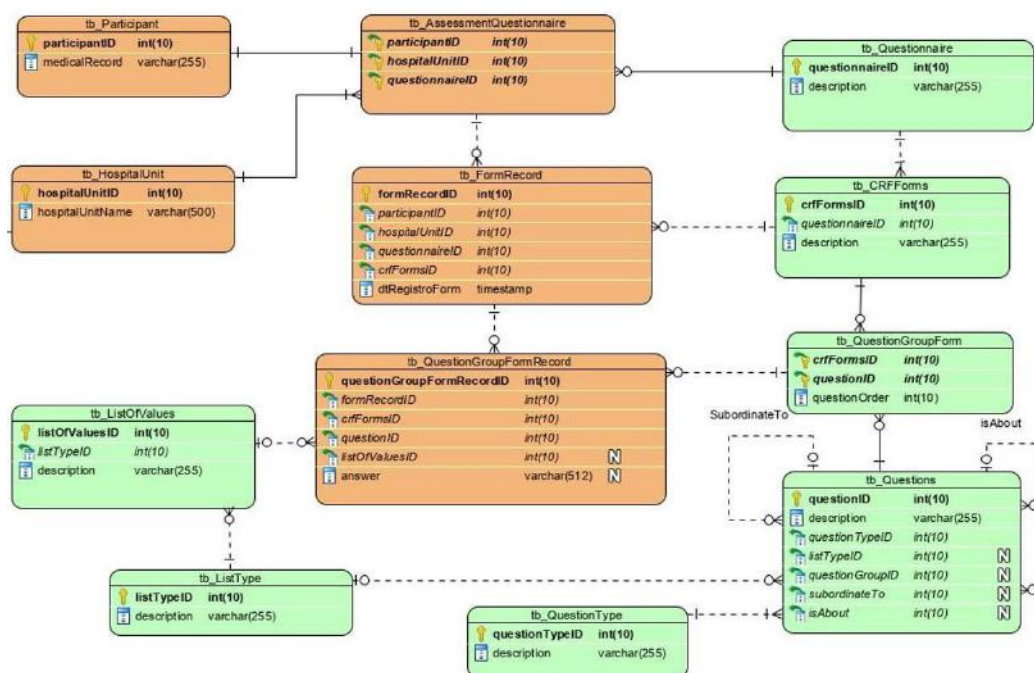 tb_Participant
participantID int(10)
medicalRecord varchar(255)
tb_AssessmentQuestionnaire
participantID int(10)
hospitalUnitID int(10)
questionnaireID int(10)
tb_Questionnaire
questionnaireID int(10)
description varchar(255)
tb_HospitalUnit
hospitalUnitID int(10)
hospitalUnitName varchar(500)
tb_FormRecord
formRecordID int(10)
participantID int(10)
hospitalUnitID int(10)
questionnaireID int(10)
crfFormsID int(10)
dtRegistroForm timestamp
tb_CRFForms
crfFormsID int(10)
questionnaireID int(10)
description varchar(255)
tb_QuestionGroupFormRecord
questionGroupFormRecordID int(10)
formRecordID int(10)
crfFormsID int(10)
questionID int(10)
listOfValuesID int(10) N
answer varchar(512) N
tb_QuestionGroupForm
crfFormsID int(10)
questionID int(10)
questionOrder int(10)
tb_ListOfValues
listOfValuesID int(10)
listTypeID int(10)
description varchar(255)
SubordinateTo
isAbout
tb_Questions
questionID int(10)
description varchar(255)
questionTypeID int(10)
listTypeID int(10) N
questionGroupID int(10) N
subordinateTo int(10) N
isAbout int(10) N
tb_ListType
listTypeID int(10)
description varchar(255)
tb_QuestionType
questionTypeID int(10)
description varchar(255)